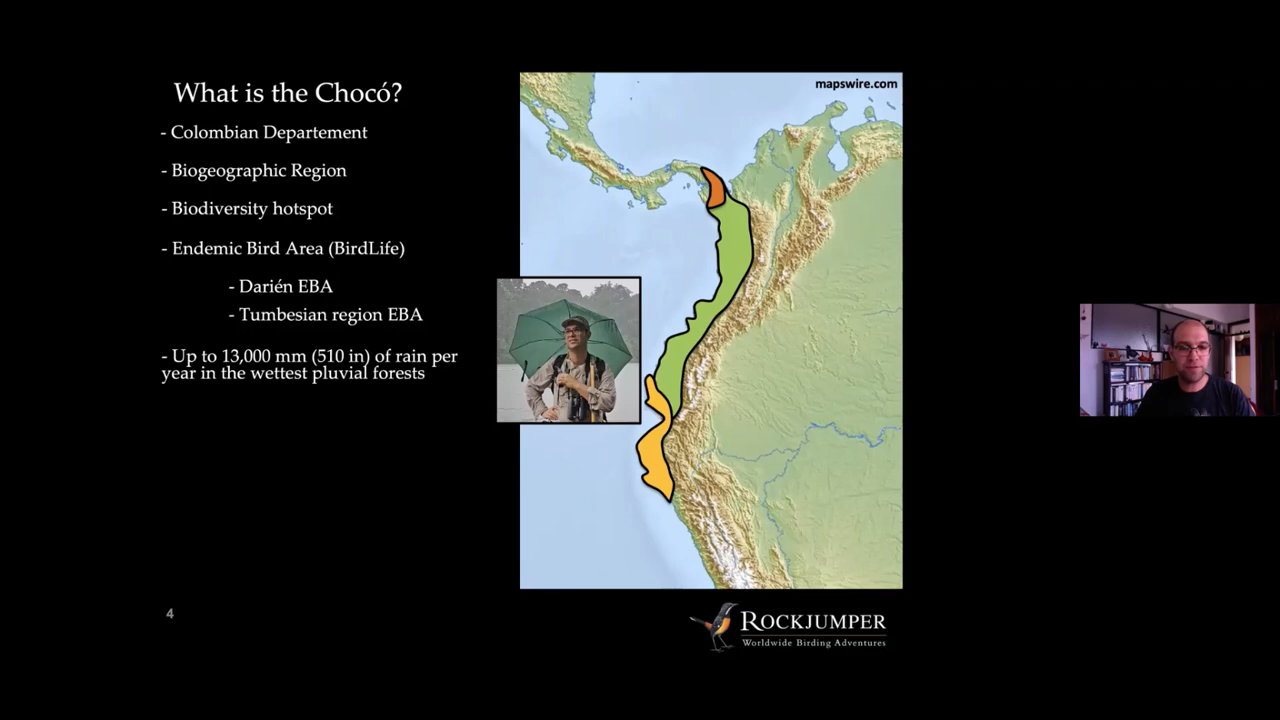 What is the Chocó?
- Colombian Departement
- Biogeographic Region
- Biodiversity hotspot
- Endemic Bird Area (BirdLife)
- Darién EBA
- Tumbesian region EBA
- Up to 13,000 mm (510 in) of rain per
year in the wettest pluvial forests
mapswire.com
4
ROCKJUMPER
Worldwide Birding Adventures